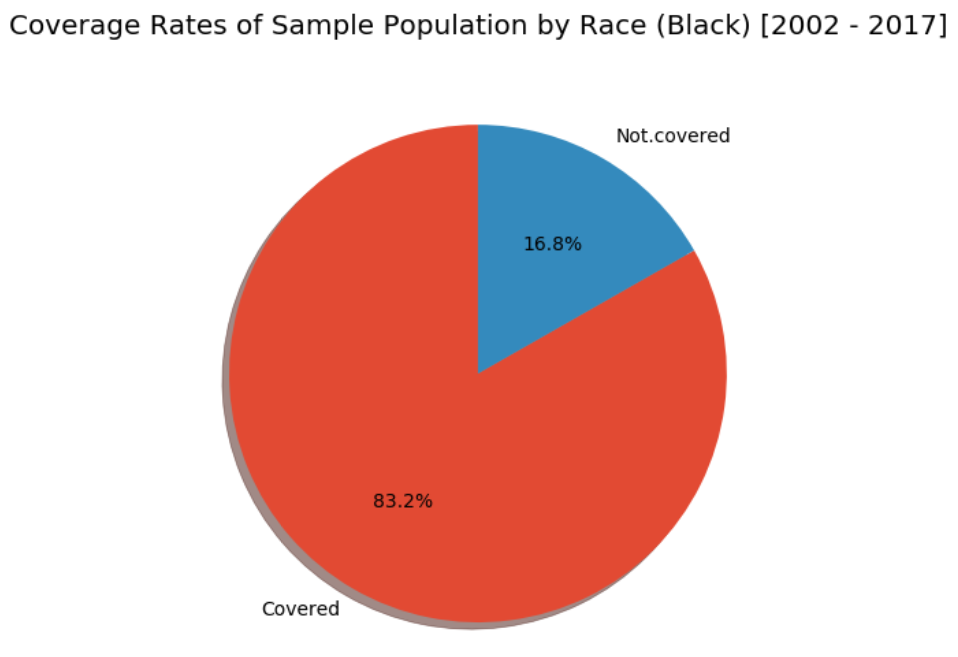 Coverage Rates of Sample Population by Race (Black) [2002 - 2017]
Not.covered
16.8%
83.2%
Covered